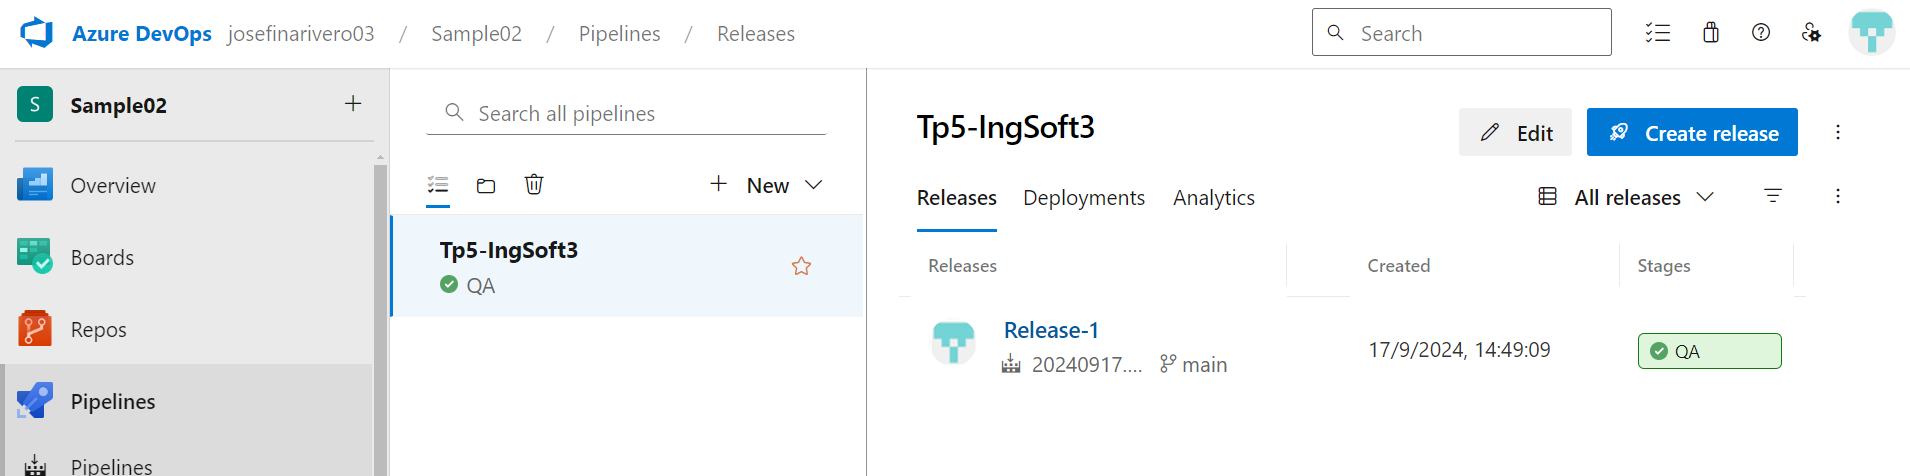 Azure DevOps josefinarivero03 / Sample02 / Pipelines / Releases
Search
S Sample02
Overview
Boards
Repos
Pipelines
Pipelines
Search all pipelines
New
Tp5-IngSoft3
QA
Tp5-IngSoft3
Edit
Create release
Releases Deployments Analytics
All releases
Releases Created Stages
Release-1
20240917.... main
17/9/2024, 14:49:09
QA